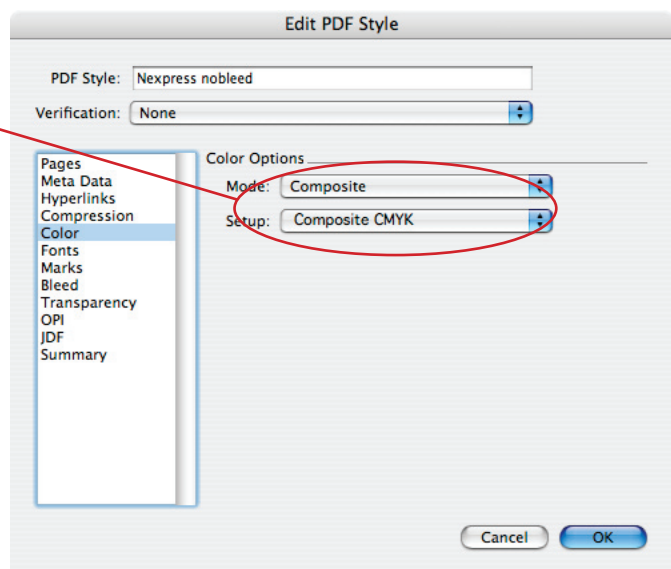 Edit PDF Style
PDF Style: Nexpress nobleed
Verification: None
Pages
Meta Data
Hyperlinks
Compression
Color
Fonts
Marks
Bleed
Transparency
OPI
JDF
Summary
Color Options
Mode: Composite
Setup: Composite CMYK
Cancel OK